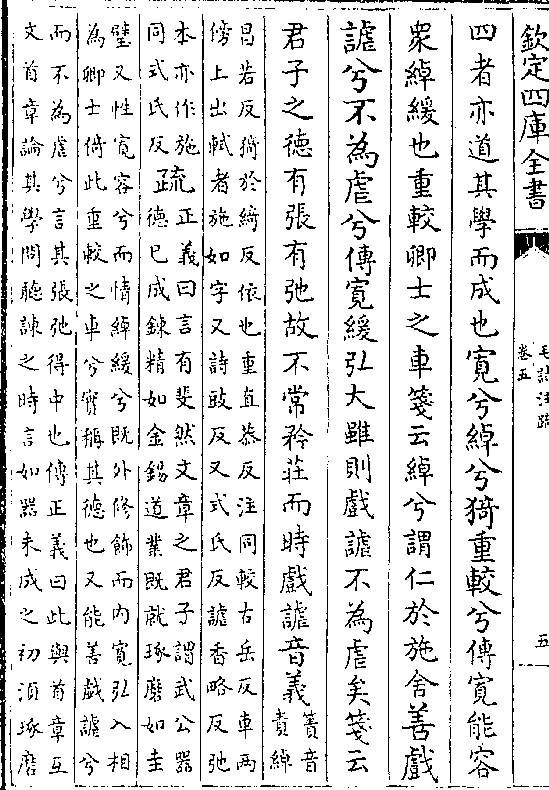 欽定四庫全書
毛詩注疏
卷五
五
四者亦道其學而成也寛兮綽兮猗重較兮傳寛能容
衆綽緩也重較卿士之車箋云綽兮謂仁於施舍善戲
謔兮不為虐兮傳寛緩弘大雖則戲謔不為虐矣箋云
君子之德有張有弛故不常矜莊而時戲謔音義
簀音
責綽
昌若反猗於綺反依也重直恭反注同較古岳反車兩
傍上出軾者施如字又詩豉反又式氏反謔香略反弛
本亦作施
同式氏反
疏
正義曰言有斐然文章之君子謂武公器
德已成鍊精如金錫道業既就琢磨如圭
璧又性寛容兮而情綽緩兮既外修飾而内寛弘入相
為卿士倚此重較之車兮實稱其德也又能善戲謔兮
而不為虐兮言其張弛得中也傳正義曰此與首章互
文首章論其學問聽諫之時言如器未成之初須琢磨